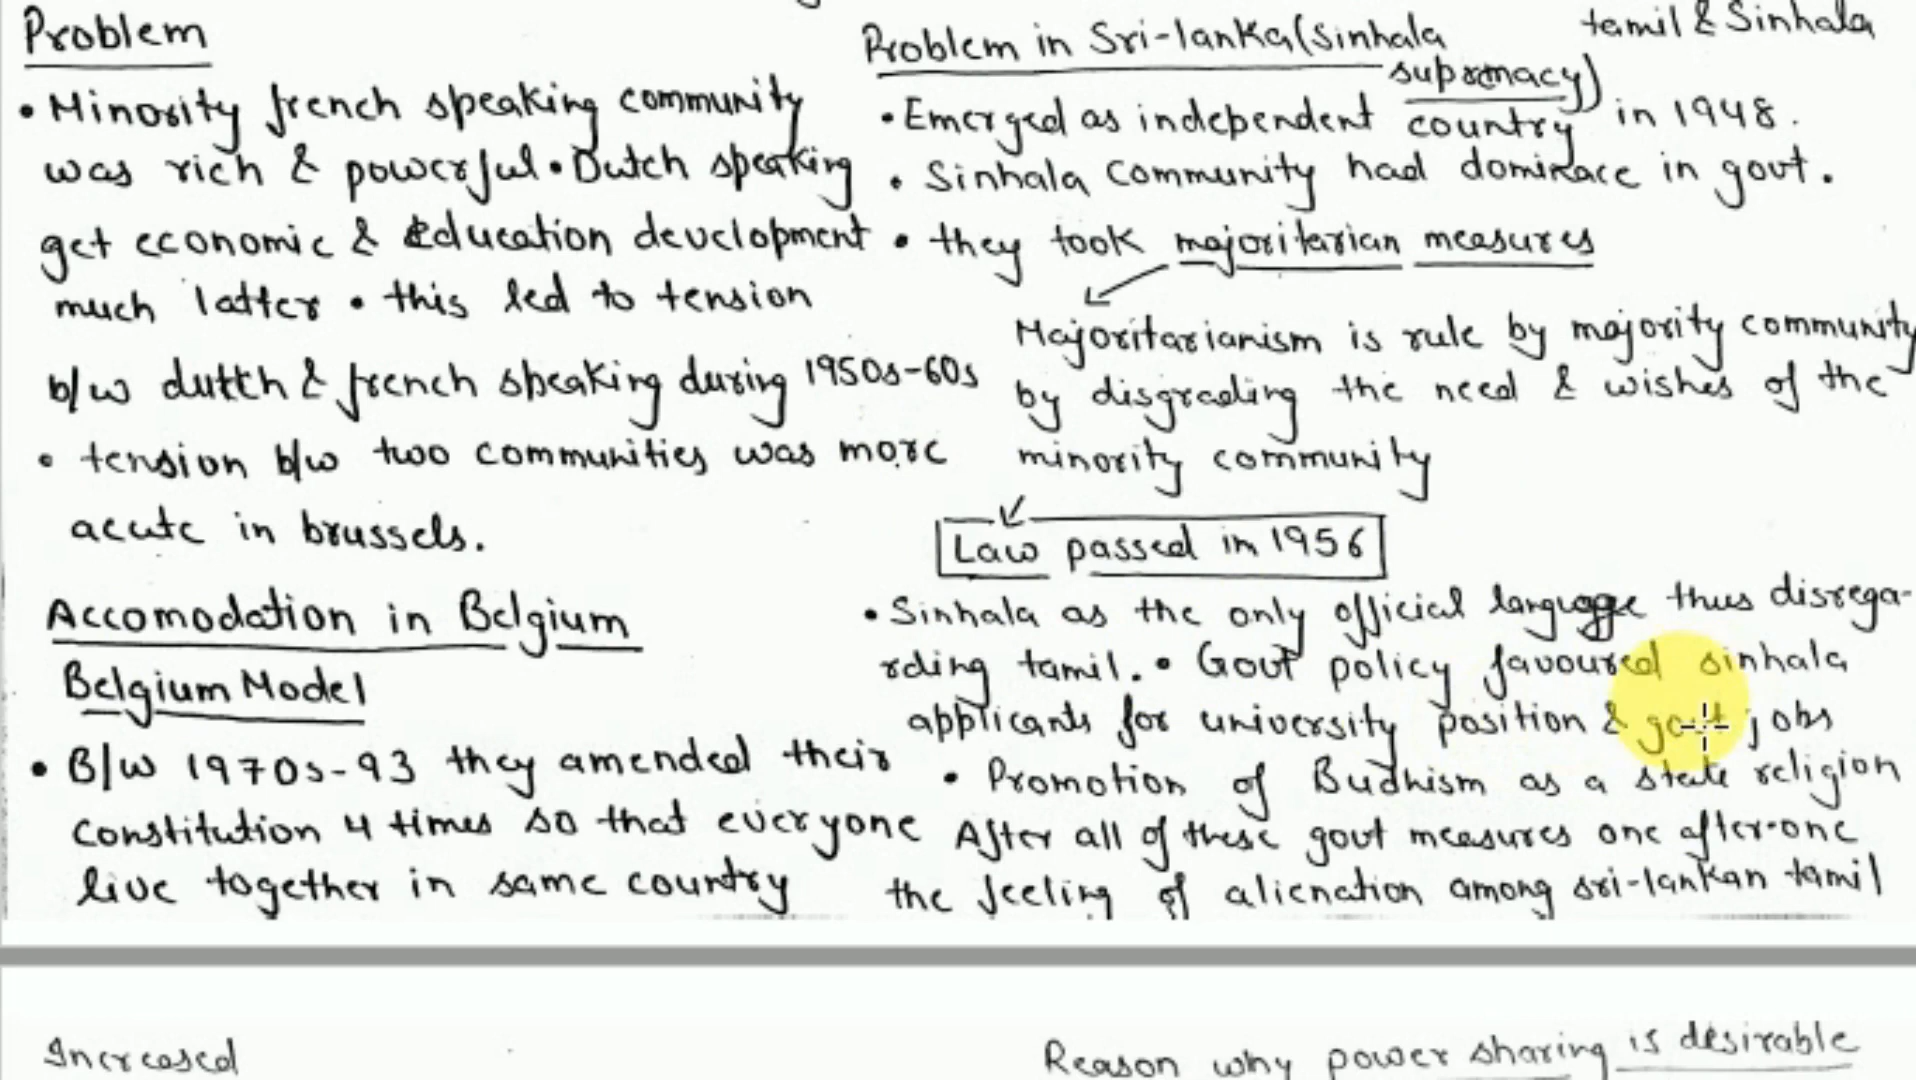 Problem
• Minority french speaking community
was rich & powerful • Dutch speaking
get economic & education development
much latter • this led to tension
b/w dutch & french speaking during 1950s-60s
• tension b/w two communities was more
acute in brussels.
Accomodation in Belgium
Belgium Model
• B/w 1970s-93 they amended their
constitution 4 times so that everyone
live together in same country
Increased
tamil & Sinhala
Problem in Sri-lanka (Sinhala
supremacy)
• Emerged as independent country in 1948.
• Sinhala community had dominace in govt.
• they took majoritarian measures
Majoritarianism is rule by majority community
by disgrading the need & wishes of the
minority community
Law passed in 1956
• Sinhala as the only official language thus disrega-
rding tamil. • Govt policy favoured sinhala
applicants for university position & govt jobs
• Promotion of Budhism as a state religion
After all of these govt measures one after-one
the feeling of alienation among sri-lankan tamil
Reason why power sharing is desirable